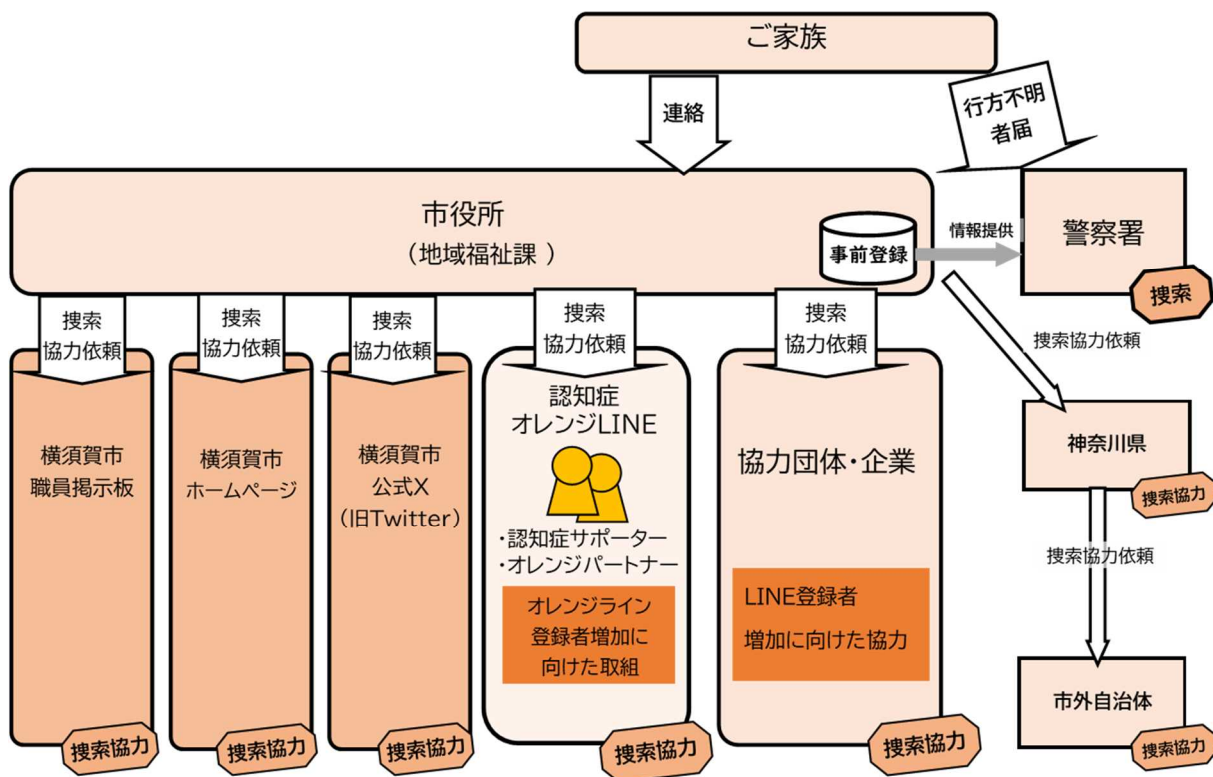 ご家族
連絡
行方不明
者届
市役所
（地域福祉課 ）
事前登録
情報提供
警察署
捜索
捜索
協力依頼
捜索
協力依頼
捜索
協力依頼
捜索
協力依頼
捜索
協力依頼
捜索協力依頼
横須賀市
職員掲示板
捜索協力
横須賀市
ホームページ
捜索協力
横須賀市
公式X
（旧Twitter）
捜索協力
認知症
オレンジLINE
・認知症サポーター
・オレンジパートナー
オレンジライン
登録者増加に
向けた取組
捜索協力
協力団体・企業
LINE登録者
増加に向けた協力
捜索協力
神奈川県
捜索協力
捜索協力依頼
市外自治体
捜索協力